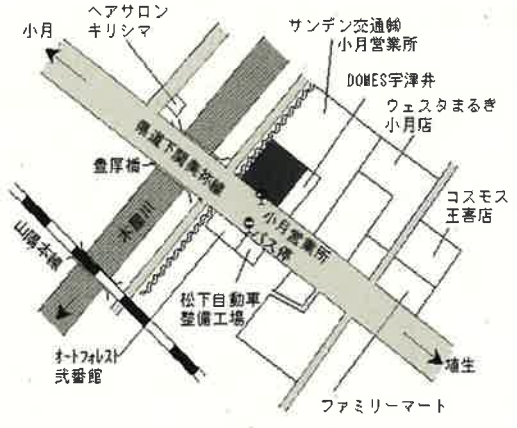 ヘアサロン
キリシマ
小月
サンデン交通㈱
小月営業所
DOMES宇津井
ウェスタまるき
小月店
県道下関美祢線
豊厚橋
コスモス
王喜店
木屋川
小月営業所
バス停
山陽本線
松下自動車
整備工場
オートフォレスト
弐番館
埴生
ファミリーマート